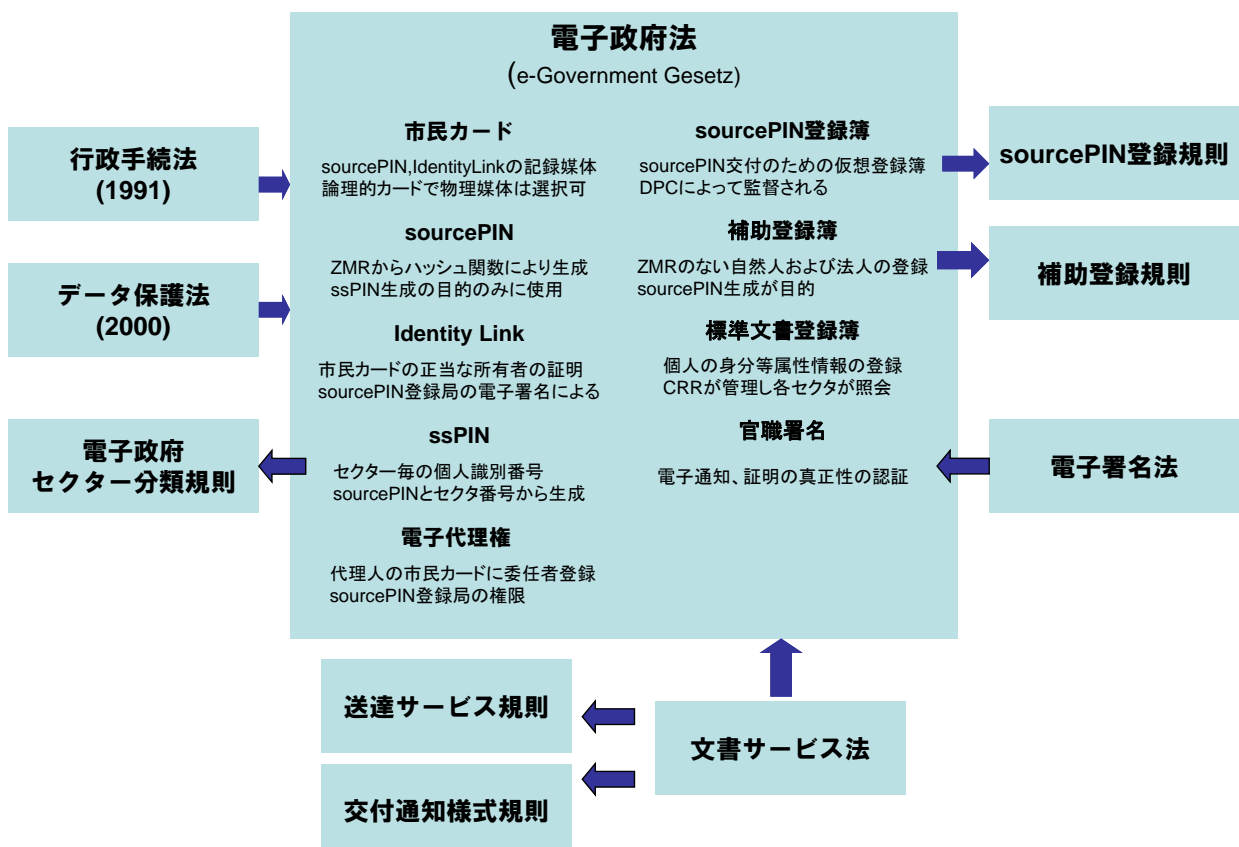 電子政府法
(e-Government Gesetz)
行政手続法
(1991)
データ保護法
(2000)
電子政府
セクター分類規則
市民カード
sourcePIN,IdentityLinkの記録媒体
論理的カードで物理媒体は選択可
sourcePIN
ZMRからハッシュ関数により生成
ssPIN生成の目的のみに使用
Identity Link
市民カードの正当な所有者の証明
sourcePIN登録局の電子署名による
ssPIN
セクター毎の個人識別番号
sourcePINとセクタ番号から生成
電子代理権
代理人の市民カードに委任者登録
sourcePIN登録局の権限
sourcePIN登録簿
sourcePIN交付のための仮想登録簿
DPCによって監督される
補助登録簿
ZMRのない自然人および法人の登録
sourcePIN生成が目的
標準文書登録簿
個人の身分等属性情報の登録
CRRが管理し各セクタが照会
官職署名
電子通知、証明の真正性の認証
sourcePIN登録規則
補助登録規則
電子署名法
送達サービス規則
交付通知様式規則
文書サービス法